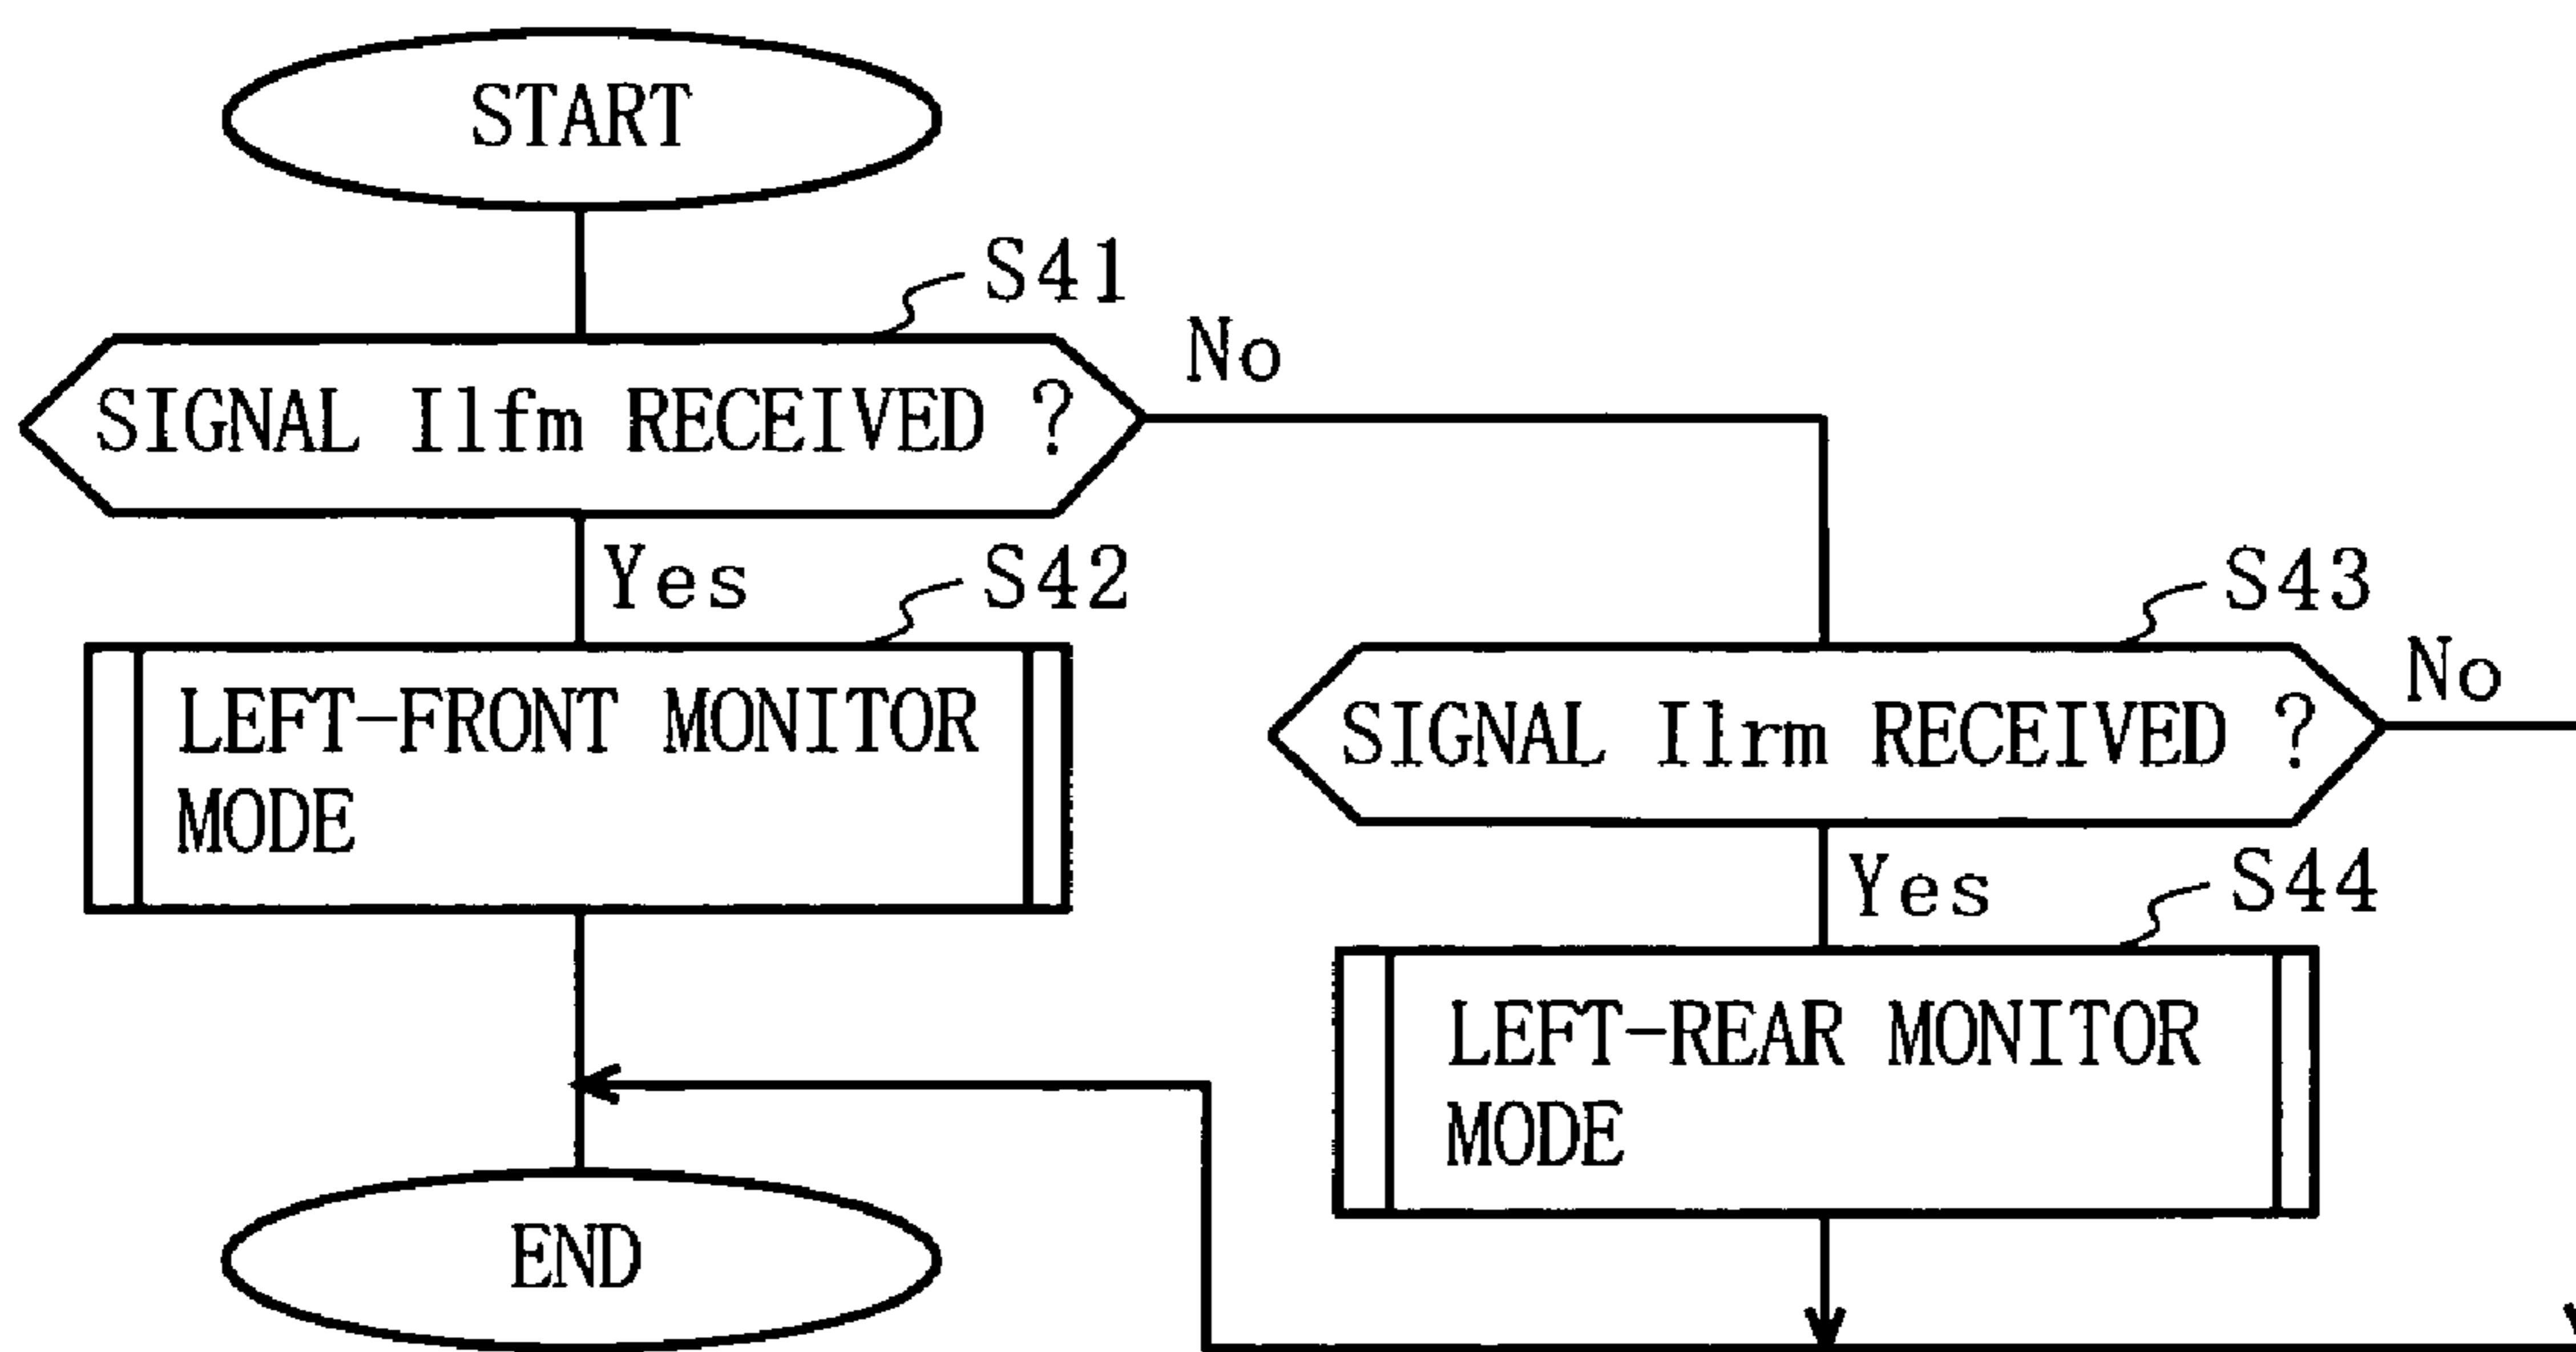 START
S41
SIGNAL Ilfm RECEIVED ?
No
Yes
S42
LEFT-FRONT MONITOR
MODE
S43
SIGNAL Ilrm RECEIVED ?
No
Yes
S44
LEFT-REAR MONITOR
MODE
END